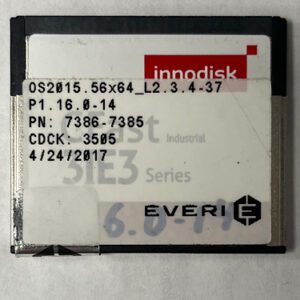 innodisk
OS2015.56x64_L2.3.4-37
P1.16.0-14
PN: 7386-7385
CDCK: 3505
Industrial
4/24/2017
3IE3 Series
EVERI E
6.0-14